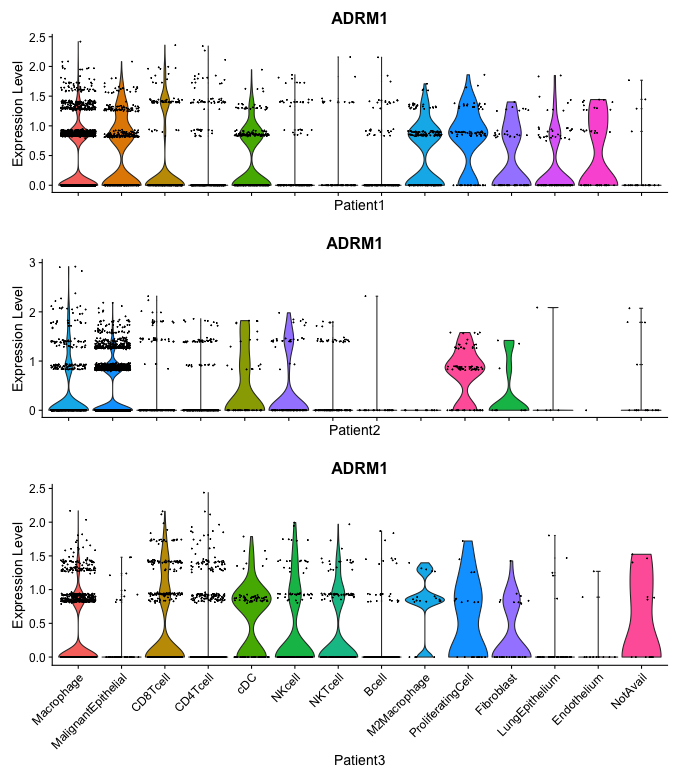 ADRM1
Expression Level
2.5
2.0
1.5
1.0
0.5
0.0
Patient1
ADRM1
Expression Level
3
2
1
0
Patient2
ADRM1
Expression Level
2.5
2.0
1.5
1.0
0.5
0.0
Macrophage
MalignantEpithelial
CD8Tcell
CD4Tcell
cDC
NKcell
NKTcell
Bcell
M2Macrophage
ProliferatingCell
Fibroblast
LungEpithelium
Endothelium
NotAvail
Patient3